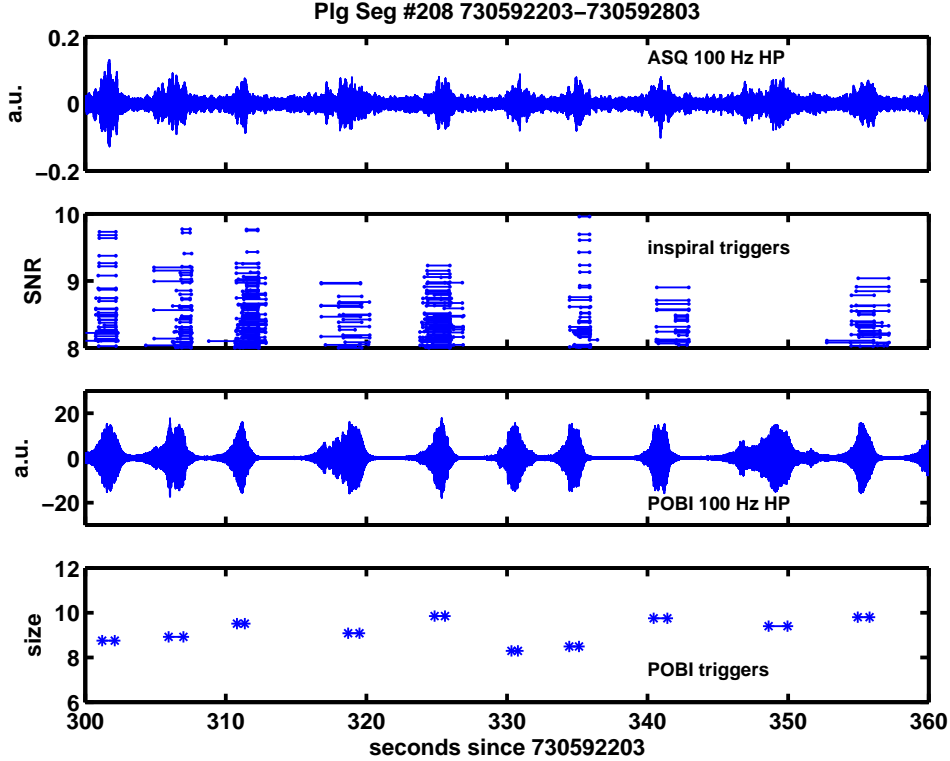 Plg Seg #208 730592203−730592803
0.2
ASQ 100 Hz HP
a.u.
0
−0.2
10
inspiral triggers
SNR
9
8
20
a.u.
0
−20
POBI 100 Hz HP
12
10
size
8
POBI triggers
6
300 310 320 330 340 350 360
seconds since 730592203